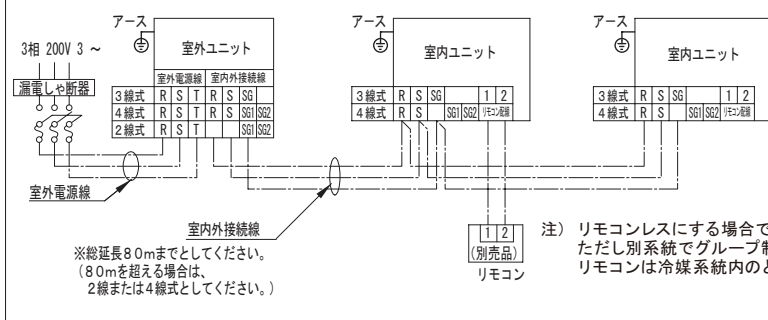 アース
3相 200V 3 ~
漏電しゃ断器
室外ユニット
室外電源線 室内外接続線
3線式 R S T R S SG
4線式 R S T R S SG1 SG2
2線式 R S T SG1 SG2
室外電源線
室内外接続線
※総延長80mまでとしてください。
(80mを超える場合は、
2線または4線式としてください。)
アース
室内ユニット
3線式 R S SG 1 2
4線式 R S SG1 SG2 リモコン配線
1 2
(別売品)
リモコン
アース
室内ユニット
3線式 R S SG 1 2
4線式 R S SG1 SG2 リモコン配線
注) リモコンレスにする場合で
ただし別系統でグループ制
リモコンは冷媒系統内のと